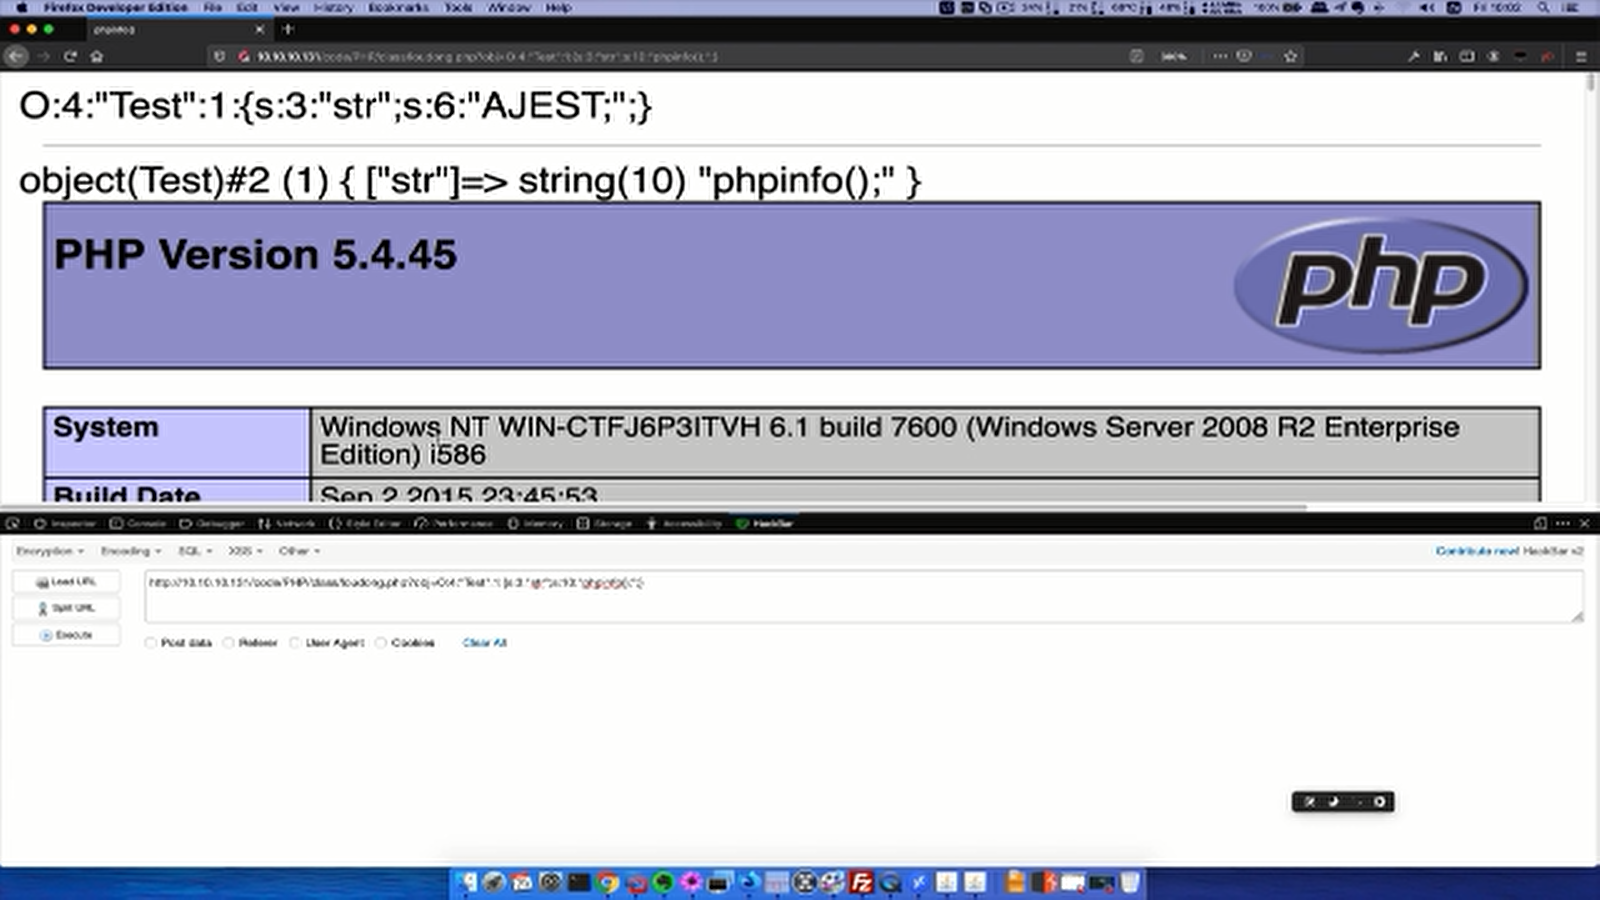 Firefox Developer Edition File Edit View History Bookmarks Tools Window Help
Fri 10:02
phpinfo()
O:4:"Test":1:{s:3:"str";s:6:"AJEST;";}
object(Test)#2 (1) { ["str"]=> string(10) "phpinfo();" }
PHP Version 5.4.45
php
System
Windows NT WIN-CTFJ6P3ITVH 6.1 build 7600 (Windows Server 2008 R2 Enterprise
Edition) i586
Build Date
Sep 2 2015 23:45:53
Inspector Console Debugger Network Style Editor Performance Memory Storage Accessibility HackBar
Encryption Encoding SQL XSS Other
Contribute now! HackBar v2
Load URL
Split URL
Execute
Post data Referer User Agent Cookies Clear All
Fz